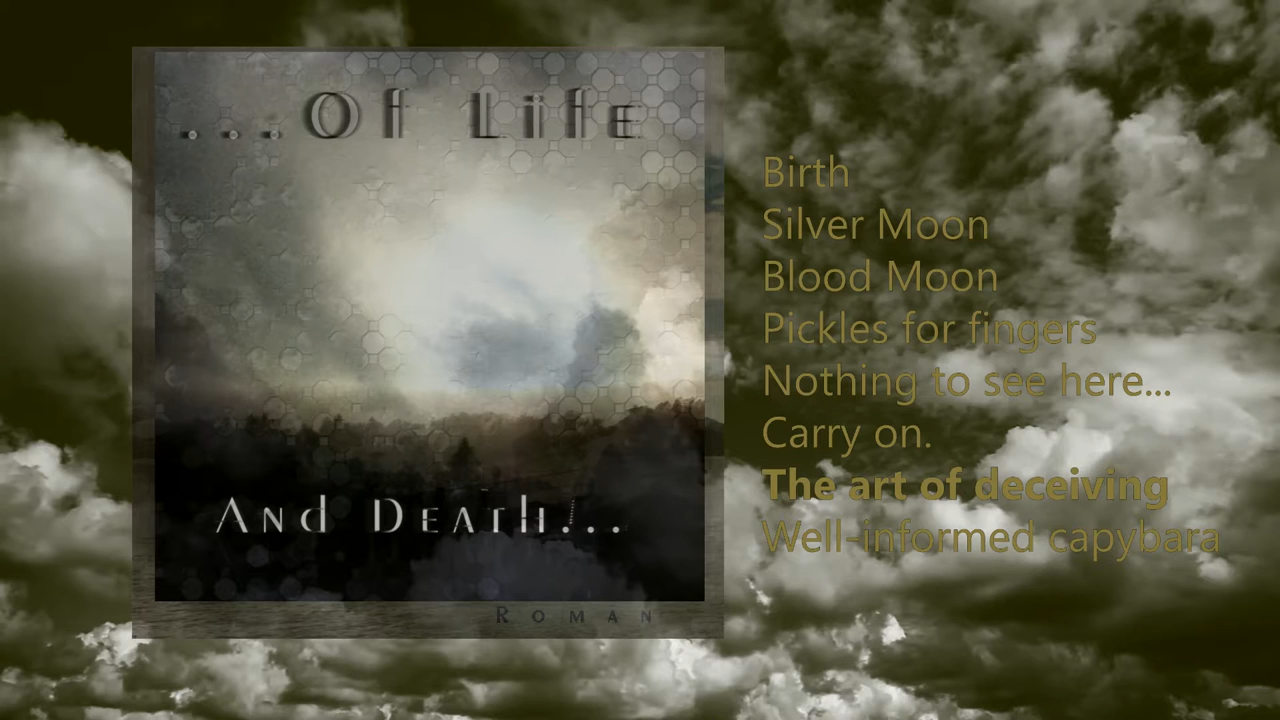 ...Of Life
And Death...
Roman
Birth
Silver Moon
Blood Moon
Pickles for fingers
Nothing to see here...
Carry on.
The art of deceiving
Well-informed capybara